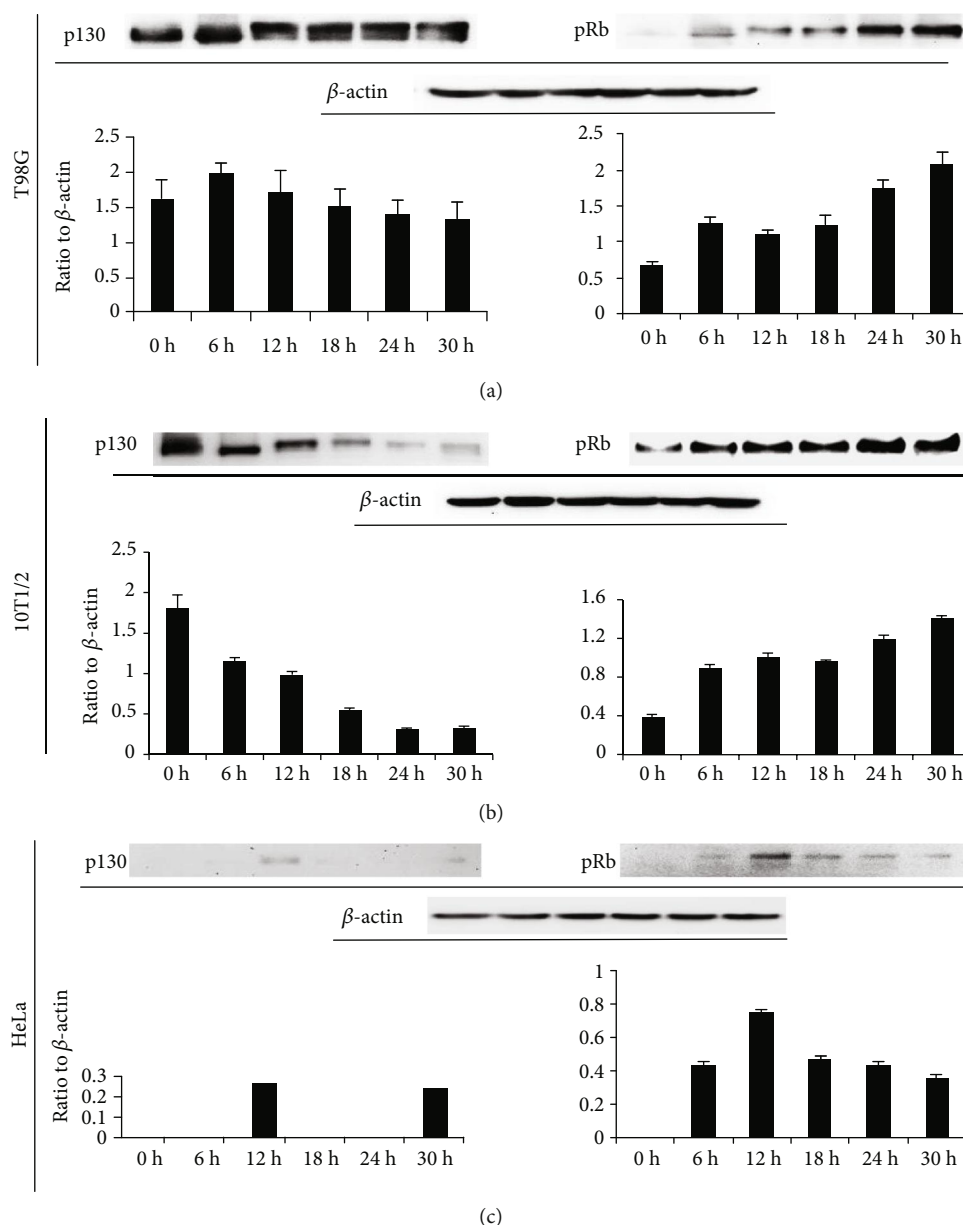 p130
pRb
β-actin
T98G
Ratio to β-actin
2.5
2
1.5
1
0.5
0
0 h 6 h 12 h 18 h 24 h 30 h
2.5
2
1.5
1
0.5
0
0 h 6 h 12 h 18 h 24 h 30 h
(a)
p130
pRb
β-actin
10T1/2
Ratio to β-actin
2.5
2
1.5
1
0.5
0
0 h 6 h 12 h 18 h 24 h 30 h
1.6
1.2
0.8
0.4
0
0 h 6 h 12 h 18 h 24 h 30 h
(b)
p130
pRb
β-actin
HeLa
Ratio to β-actin
0.3
0.2
0.1
0
0 h 6 h 12 h 18 h 24 h 30 h
1
0.8
0.6
0.4
0.2
0
0 h 6 h 12 h 18 h 24 h 30 h
(c)